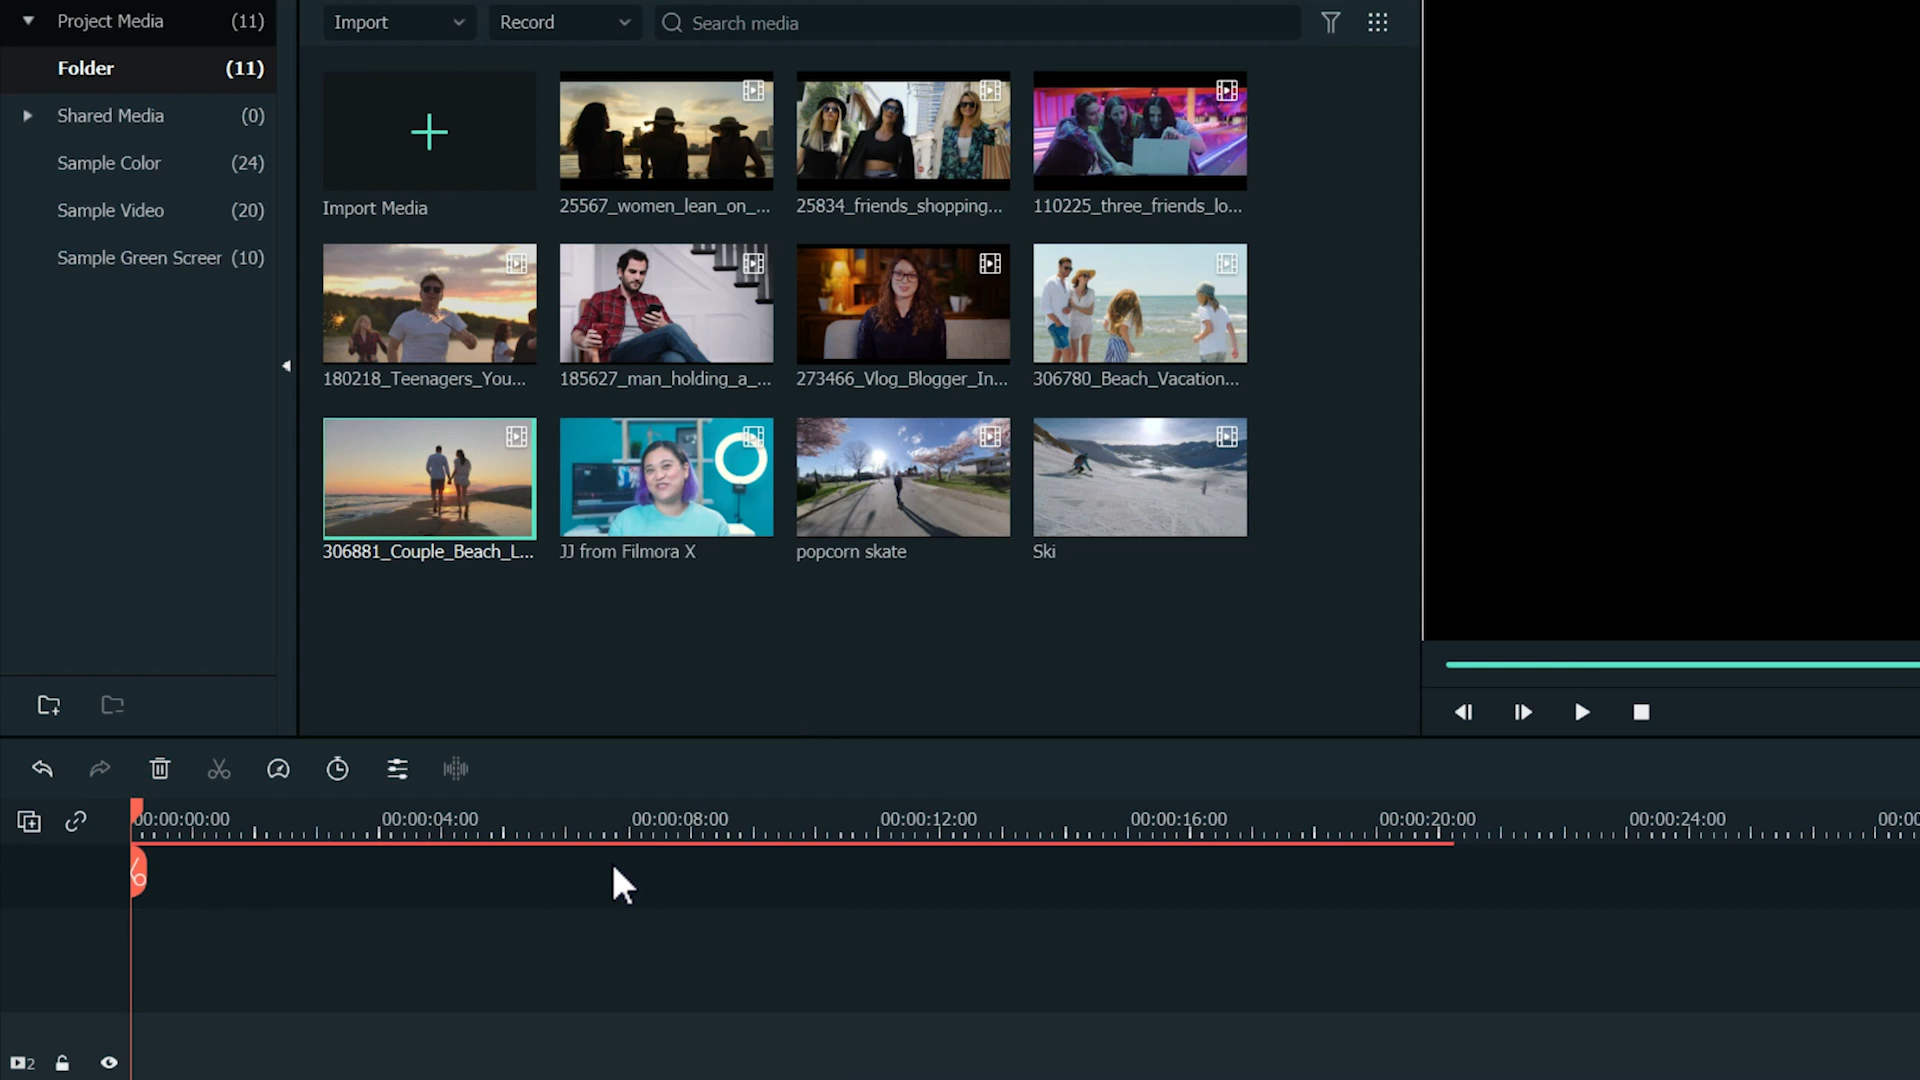 Project Media (11)
Import
Record
Search media
Folder (11)
Shared Media (0)
Sample Color (24)
Sample Video (20)
Sample Green Screen (10)
Import Media
25567_women_lean_on_...
25834_friends_shopping...
110225_three_friends_lo...
180218_Teenagers_You...
185627_man_holding_a_...
273466_Vlog_Blogger_In...
306780_Beach_Vacation...
306881_Couple_Beach_L...
JJ from Filmora X
popcorn skate
Ski
00:00:00:00
00:00:04:00
00:00:08:00
00:00:12:00
00:00:16:00
00:00:20:00
00:00:24:00
00:00
2